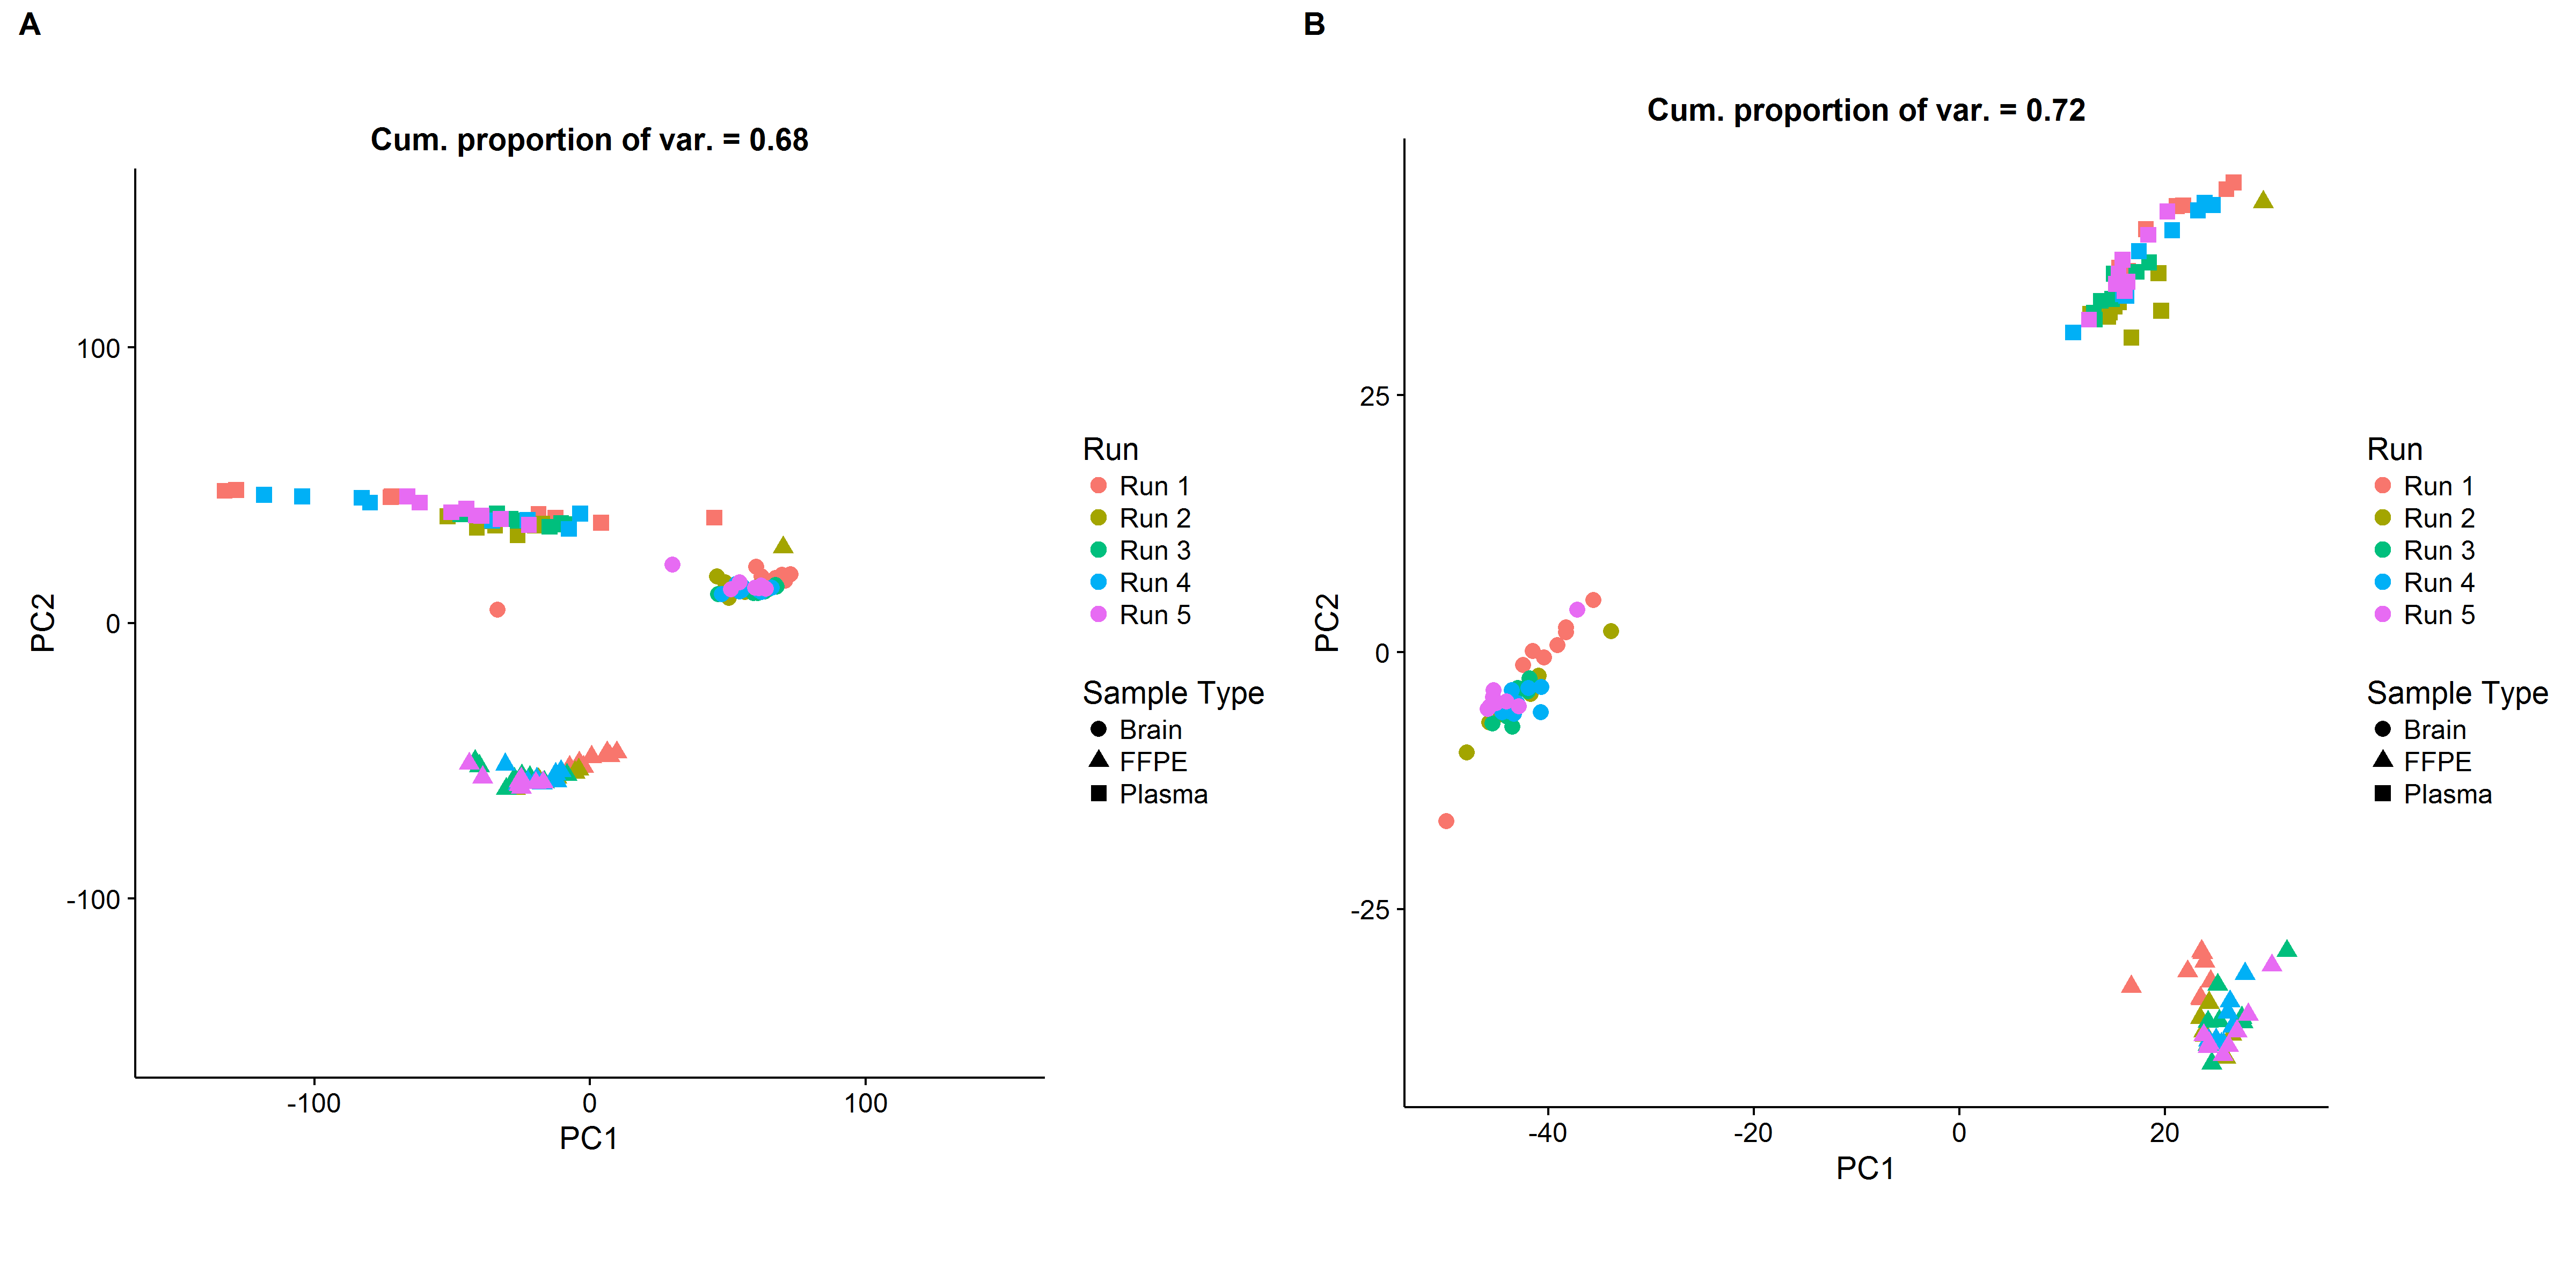 A
Cum. proportion of var. = 0.68
100
0
-100
PC2
-100
0
100
PC1
Run
Run 1
Run 2
Run 3
Run 4
Run 5
Sample Type
Brain
FFPE
Plasma
B
Cum. proportion of var. = 0.72
25
0
-25
PC2
-40
-20
0
20
PC1
Run
Run 1
Run 2
Run 3
Run 4
Run 5
Sample Type
Brain
FFPE
Plasma